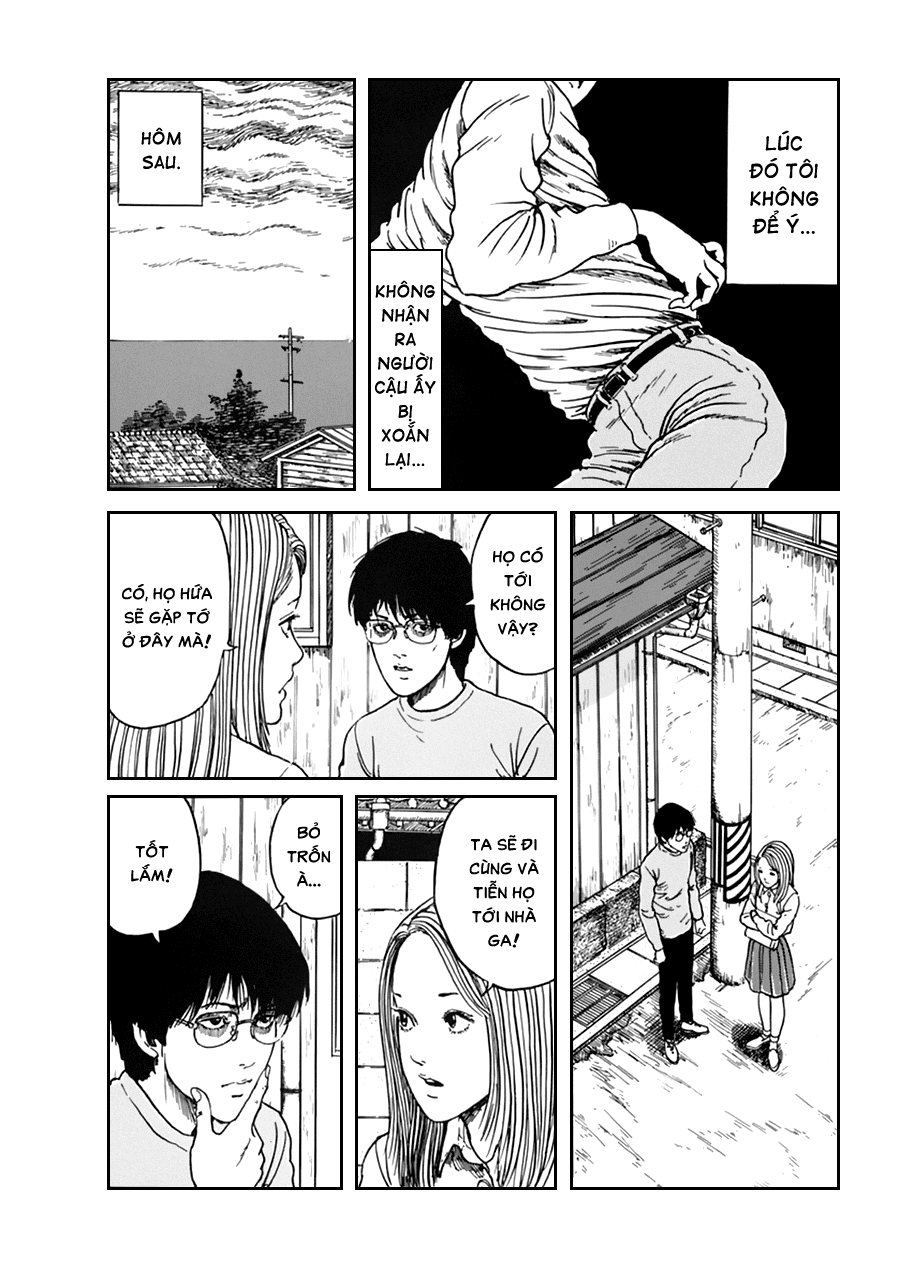 LÚC
ĐÓ TÔI
KHÔNG
ĐỂ Ý...
KHÔNG
NHẬN
RA
NGƯỜI
CẬU ẤY
BỊ
XOẮN
LẠI...
HÔM
SAU.
HỌ CÓ
TỚI
KHÔNG
VẬY?
CÓ, HỌ HỨA
SẼ GẶP TỚ
Ở ĐÂY MÀ!
TA SẼ ĐI
CÙNG VÀ
TIỄN HỌ
TỚI NHÀ
GA!
BỎ
TRỐN
À...
TỐT
LẮM!